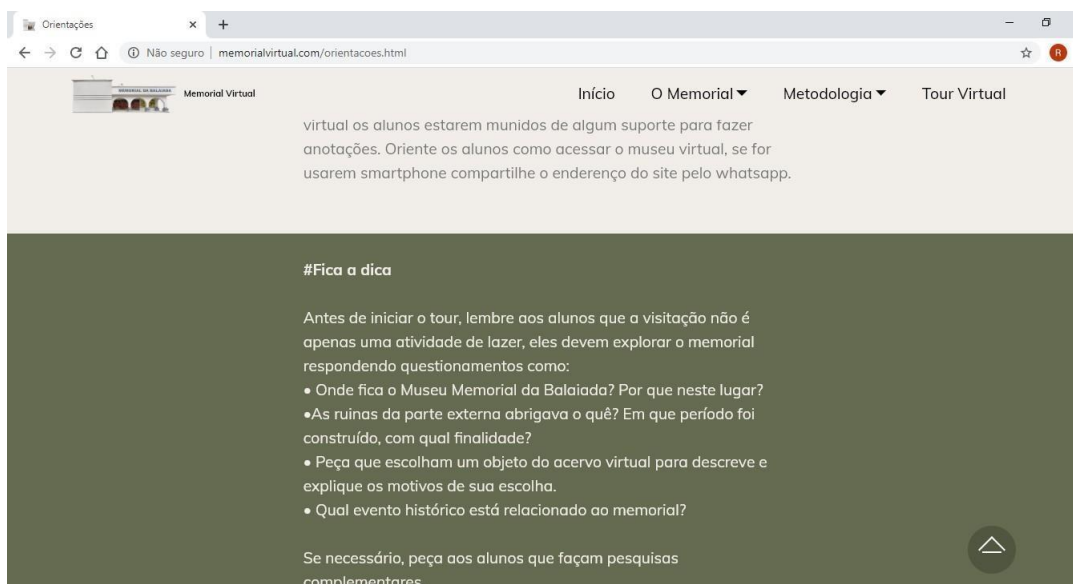 Orientações
Não seguro | memorialvirtual.com/orientacoes.html
R
MEMORIAL DA BALAIADA
Memorial Virtual
Início
O Memorial
Metodologia
Tour Virtual
virtual os alunos estarem munidos de algum suporte para fazer
anotações. Oriente os alunos como acessar o museu virtual, se for
usarem smartphone compartilhe o enderenço do site pelo whatsapp.
#Fica a dica
Antes de iniciar o tour, lembre aos alunos que a visitação não é
apenas uma atividade de lazer, eles devem explorar o memorial
respondendo questionamentos como:
• Onde fica o Museu Memorial da Balaiada? Por que neste lugar?
•As ruinas da parte externa abrigava o quê? Em que período foi
construído, com qual finalidade?
• Peça que escolham um objeto do acervo virtual para descreve e
explique os motivos de sua escolha.
• Qual evento histórico está relacionado ao memorial?
Se necessário, peça aos alunos que façam pesquisas
complementares